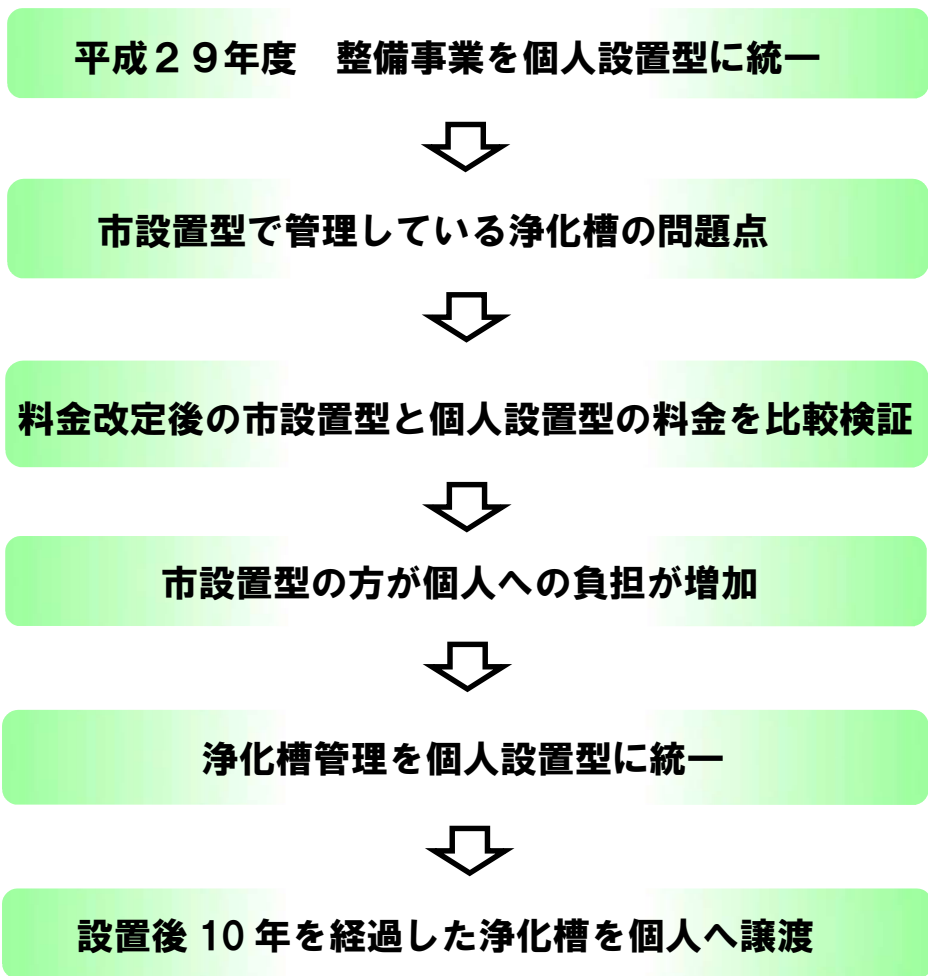 平成２９年度　整備事業を個人設置型に統一
市設置型で管理している浄化槽の問題点
料金改定後の市設置型と個人設置型の料金を比較検証
市設置型の方が個人への負担が増加
浄化槽管理を個人設置型に統一
設置後 10 年を経過した浄化槽を個人へ譲渡